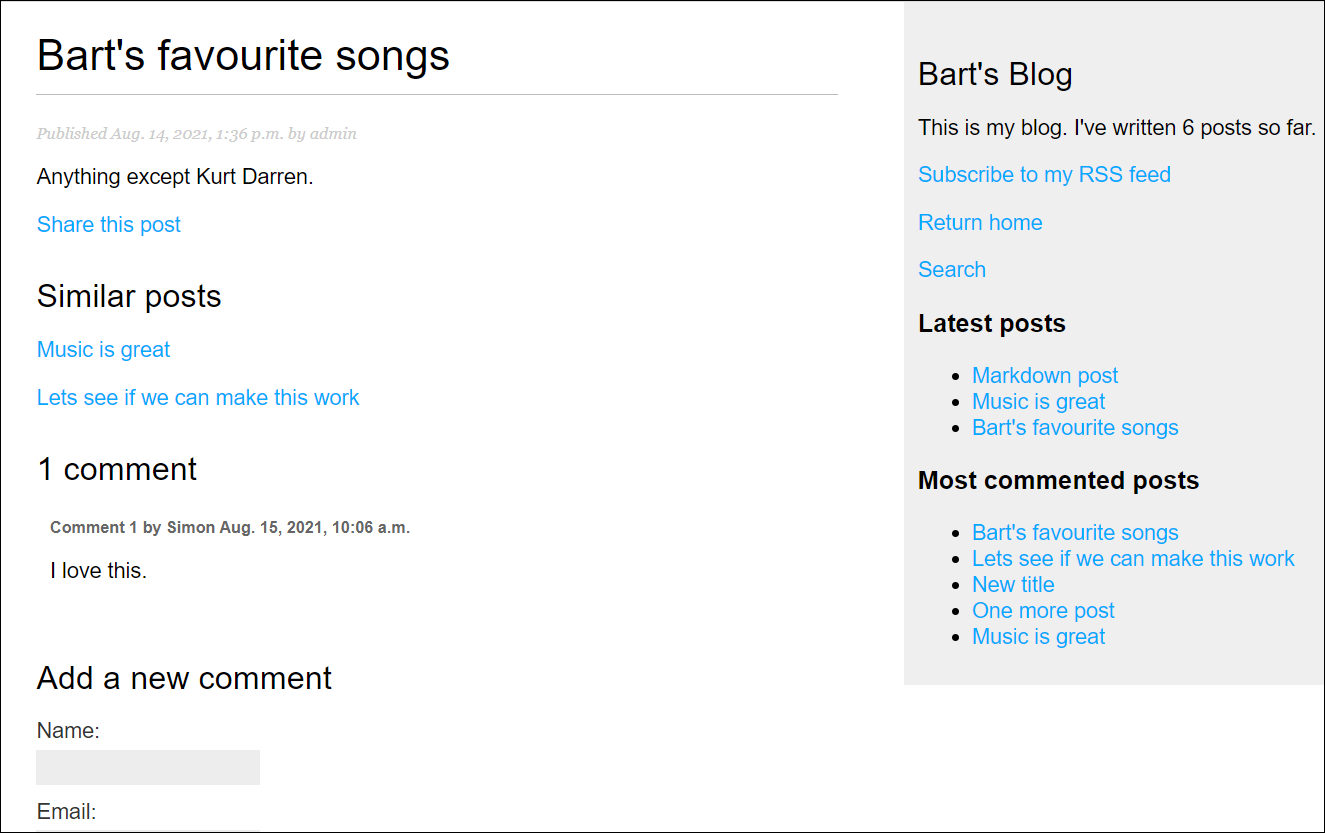 Bart's favourite songs
Published Aug. 14, 2021, 1:36 p.m. by admin
Anything except Kurt Darren.
Share this post
Similar posts
Music is great
Lets see if we can make this work
1 comment
Comment 1 by Simon Aug. 15, 2021, 10:06 a.m.
I love this.
Add a new comment
Name:
Email:
Bart's Blog
This is my blog. I've written 6 posts so far.
Subscribe to my RSS feed
Return home
Search
Latest posts
Markdown post
Music is great
Bart's favourite songs
Most commented posts
Bart's favourite songs
Lets see if we can make this work
New title
One more post
Music is great